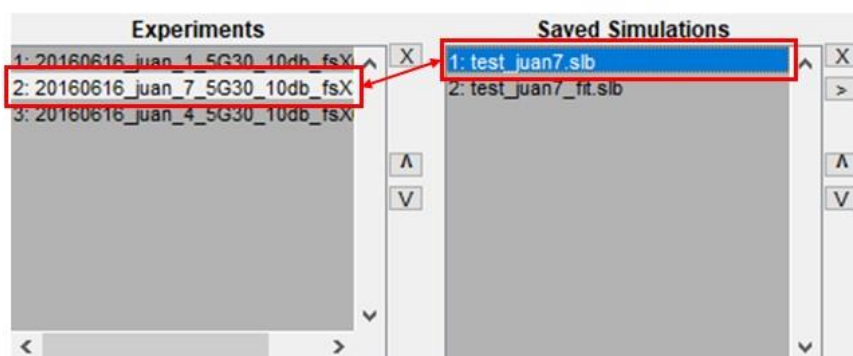 Experiments
1: 20160616_juan_1_5G30_10db_fsX
2: 20160616_juan_7_5G30_10db_fsX
3: 20160616_juan_4_5G30_10db_fsX
X
Λ
V
Saved Simulations
1: test_juan7.slb
2: test_juan7_fit.slb
X
>
Λ
V